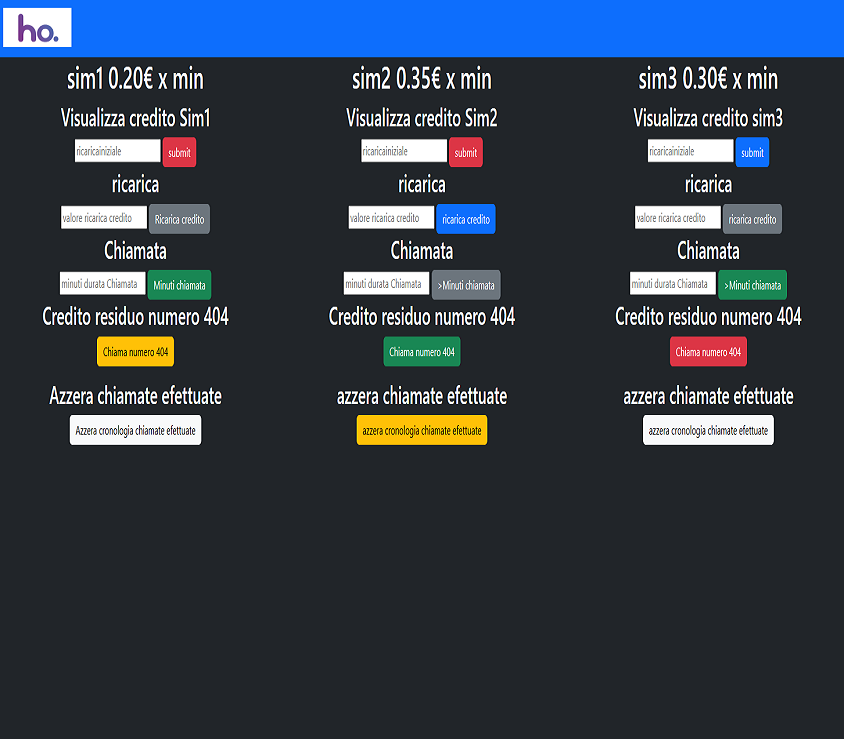 ho.
sim1 0.20€ x min
Visualizza credito Sim1
ricaricainiziale submit
ricarica
valore ricarica credito Ricarica credito
Chiamata
minuti durata Chiamata Minuti chiamata
Credito residuo numero 404
Chiama numero 404
Azzera chiamate efettuate
Azzera cronologia chiamate efettuate
sim2 0.35€ x min
Visualizza credito Sim2
ricaricainiziale submit
ricarica
valore ricarica credito ricarica credito
Chiamata
minuti durata Chiamata >Minuti chiamata
Credito residuo numero 404
Chiama numero 404
azzera chiamate efettuate
azzera cronologia chiamate efettuate
sim3 0.30€ x min
Visualizza credito sim3
ricaricainiziale submit
ricarica
valore ricarica credito ricarica credito
Chiamata
minuti durata Chiamata >Minuti chiamata
Credito residuo numero 404
Chiama numero 404
azzera chiamate efettuate
azzera cronologia chiamate efettuate